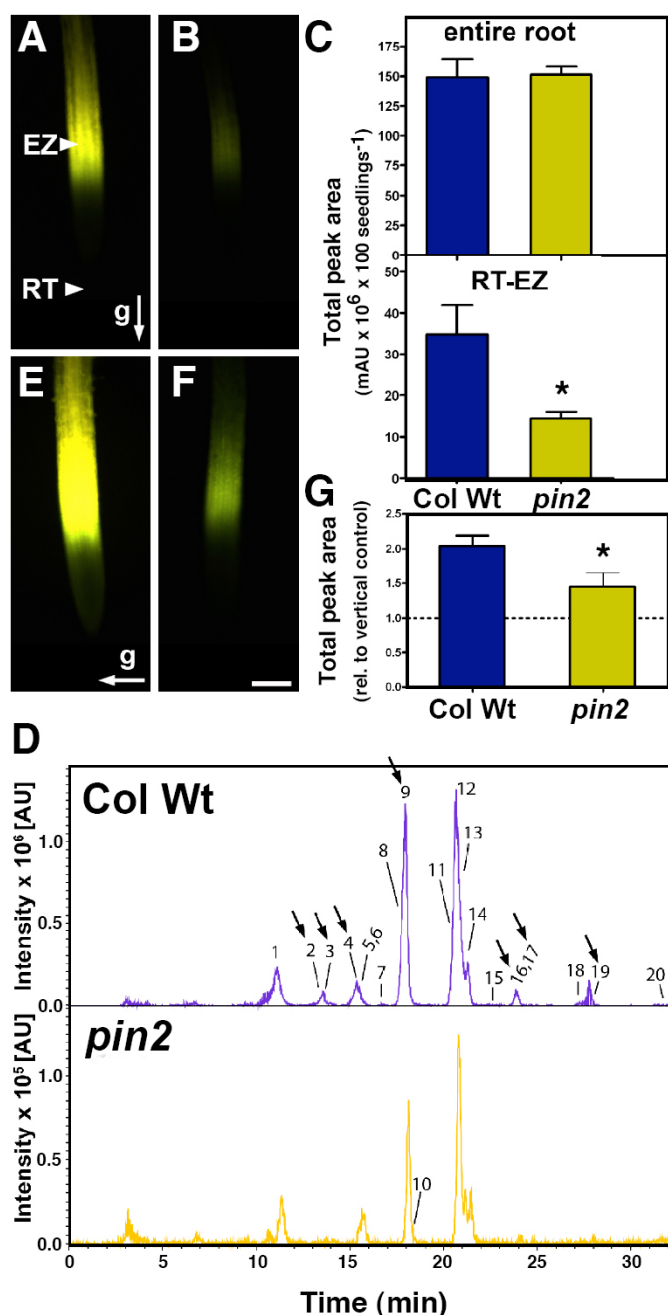 A
B
C
entire root
175
150
125
100
75
50
25
0
EZ
RT
g
Total peak area
(mAU x 10⁶ x 100 seedlings⁻¹)
RT-EZ
50
40
30
20
10
0
*
Col Wt pin2
E
F
g
G
Total peak area
(rel. to vertical control)
2.5
2.0
1.5
1.0
0.5
0.0
*
Col Wt pin2
D
Col Wt
Intensity x 10⁶ [AU]
1.0
0.5
0.0
1
2
3
4
5,6
7
8
9
11
12
13
14
15
16,17
18
19
20
pin2
Intensity x 10⁵ [AU]
1.0
0.5
0.0
10
0 5 10 15 20 25 30
Time (min)